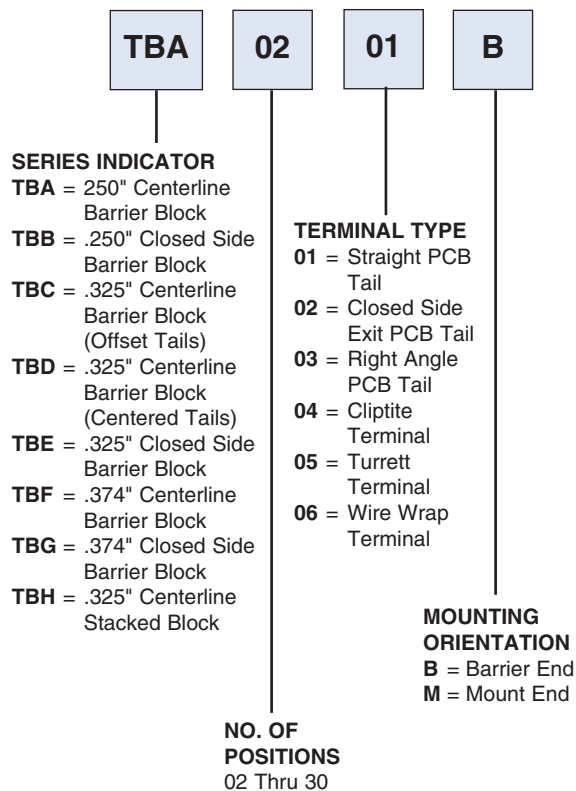 TBA
02
01
B
SERIES INDICATOR
TBA = 250" Centerline
Barrier Block
TBB = .250" Closed Side
Barrier Block
TBC = .325" Centerline
Barrier Block
(Offset Tails)
TBD = .325" Centerline
Barrier Block
(Centered Tails)
TBE = .325" Closed Side
Barrier Block
TBF = .374" Centerline
Barrier Block
TBG = .374" Closed Side
Barrier Block
TBH = .325" Centerline
Stacked Block
TERMINAL TYPE
01 = Straight PCB
Tail
02 = Closed Side
Exit PCB Tail
03 = Right Angle
PCB Tail
04 = Cliptite
Terminal
05 = Turrett
Terminal
06 = Wire Wrap
Terminal
MOUNTING
ORIENTATION
B = Barrier End
M = Mount End
NO. OF
POSITIONS
02 Thru 30